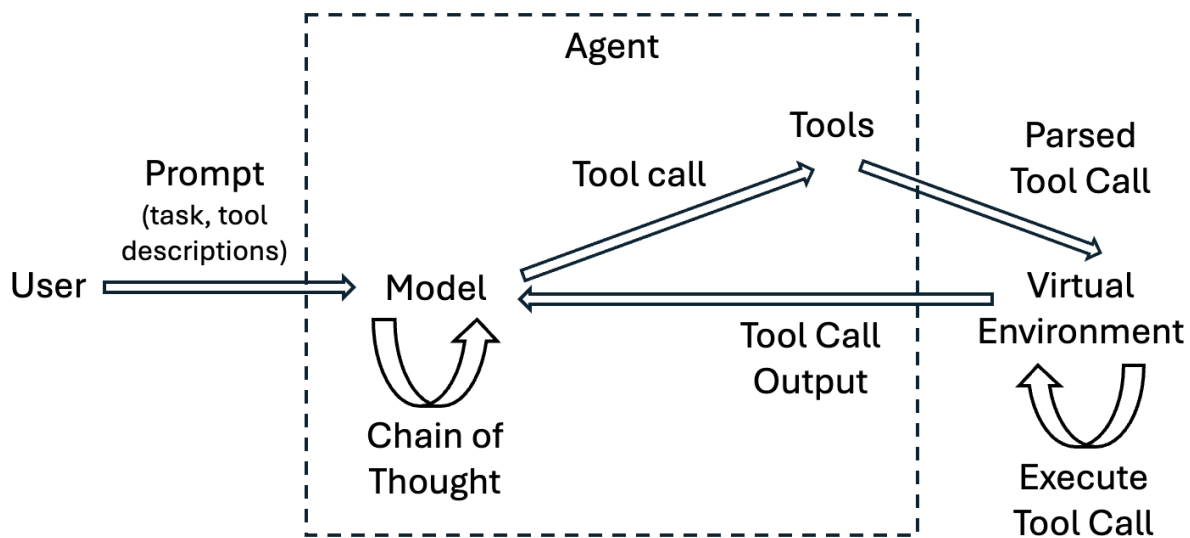 Agent
Tools
Parsed
Tool Call
Prompt
(task, tool
descriptions)
Tool call
User
Model
Virtual
Environment
Tool Call
Output
Chain of
Thought
Execute
Tool Call